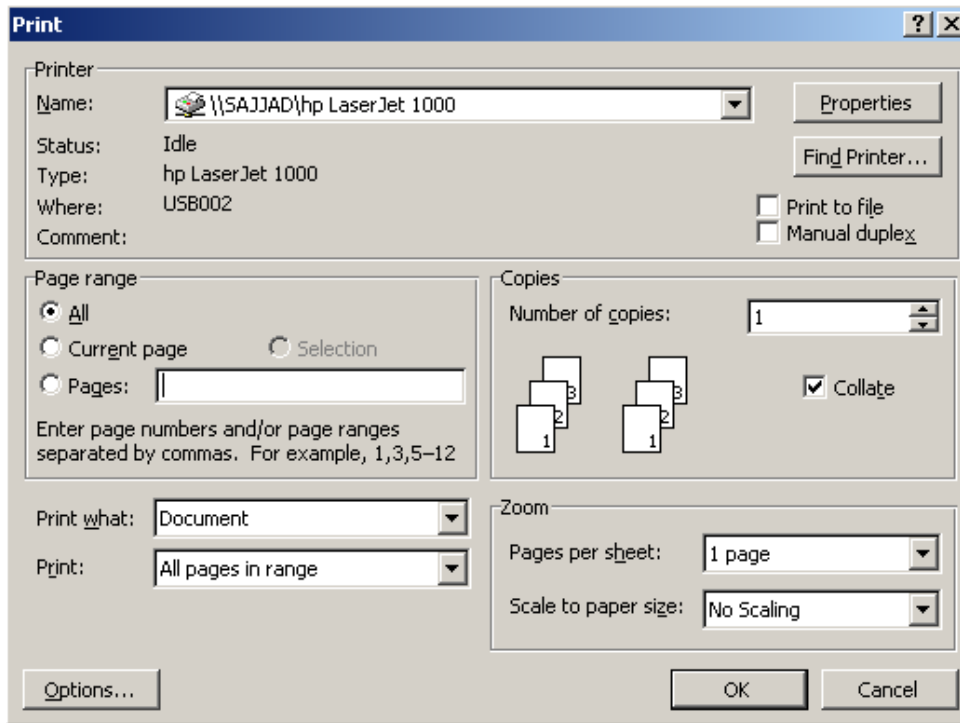 Print
Printer
Name: \\SAJJAD\hp LaserJet 1000 Properties
Status: Idle Find Printer...
Type: hp LaserJet 1000
Where: USB002 Print to file
Comment: Manual duplex
Page range
All
Current page Selection
Pages:
Enter page numbers and/or page ranges
separated by commas. For example, 1,3,5–12
Copies
Number of copies: 1
3 3
2 2
1 1
Collate
Print what: Document
Print: All pages in range
Zoom
Pages per sheet: 1 page
Scale to paper size: No Scaling
Options... OK Cancel